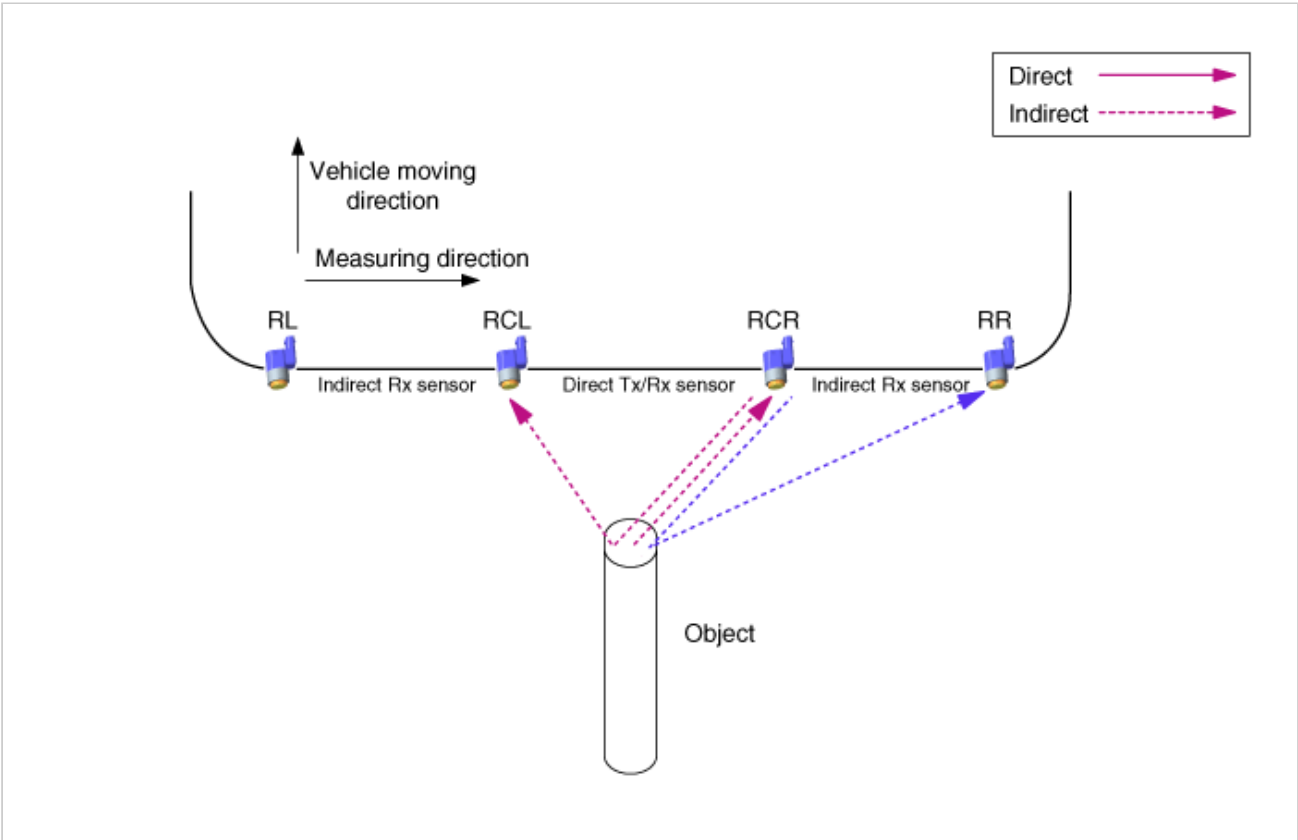 Direct
Indirect
Vehicle moving
direction
Measuring direction
RL
RCL
RCR
RR
Indirect Rx sensor
Direct Tx/Rx sensor
Indirect Rx sensor
Object